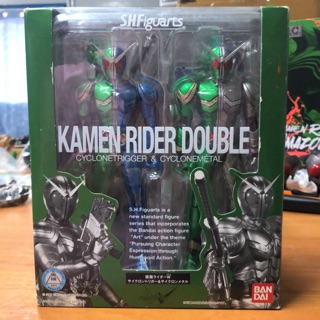 S.H.Figuarts
KAMEN RIDER DOUBLE
CYCLONETRIGGER & CYCLONEMETAL
S.H.Figuarts is a
new standard figure
series that incorporates
the Bandai action figure
"Art" under the theme
"Pursuing Character
Expression through
Humanoid Action."
仮面ライダーW
サイクロントリガー&サイクロンメタル
BAN
DAI